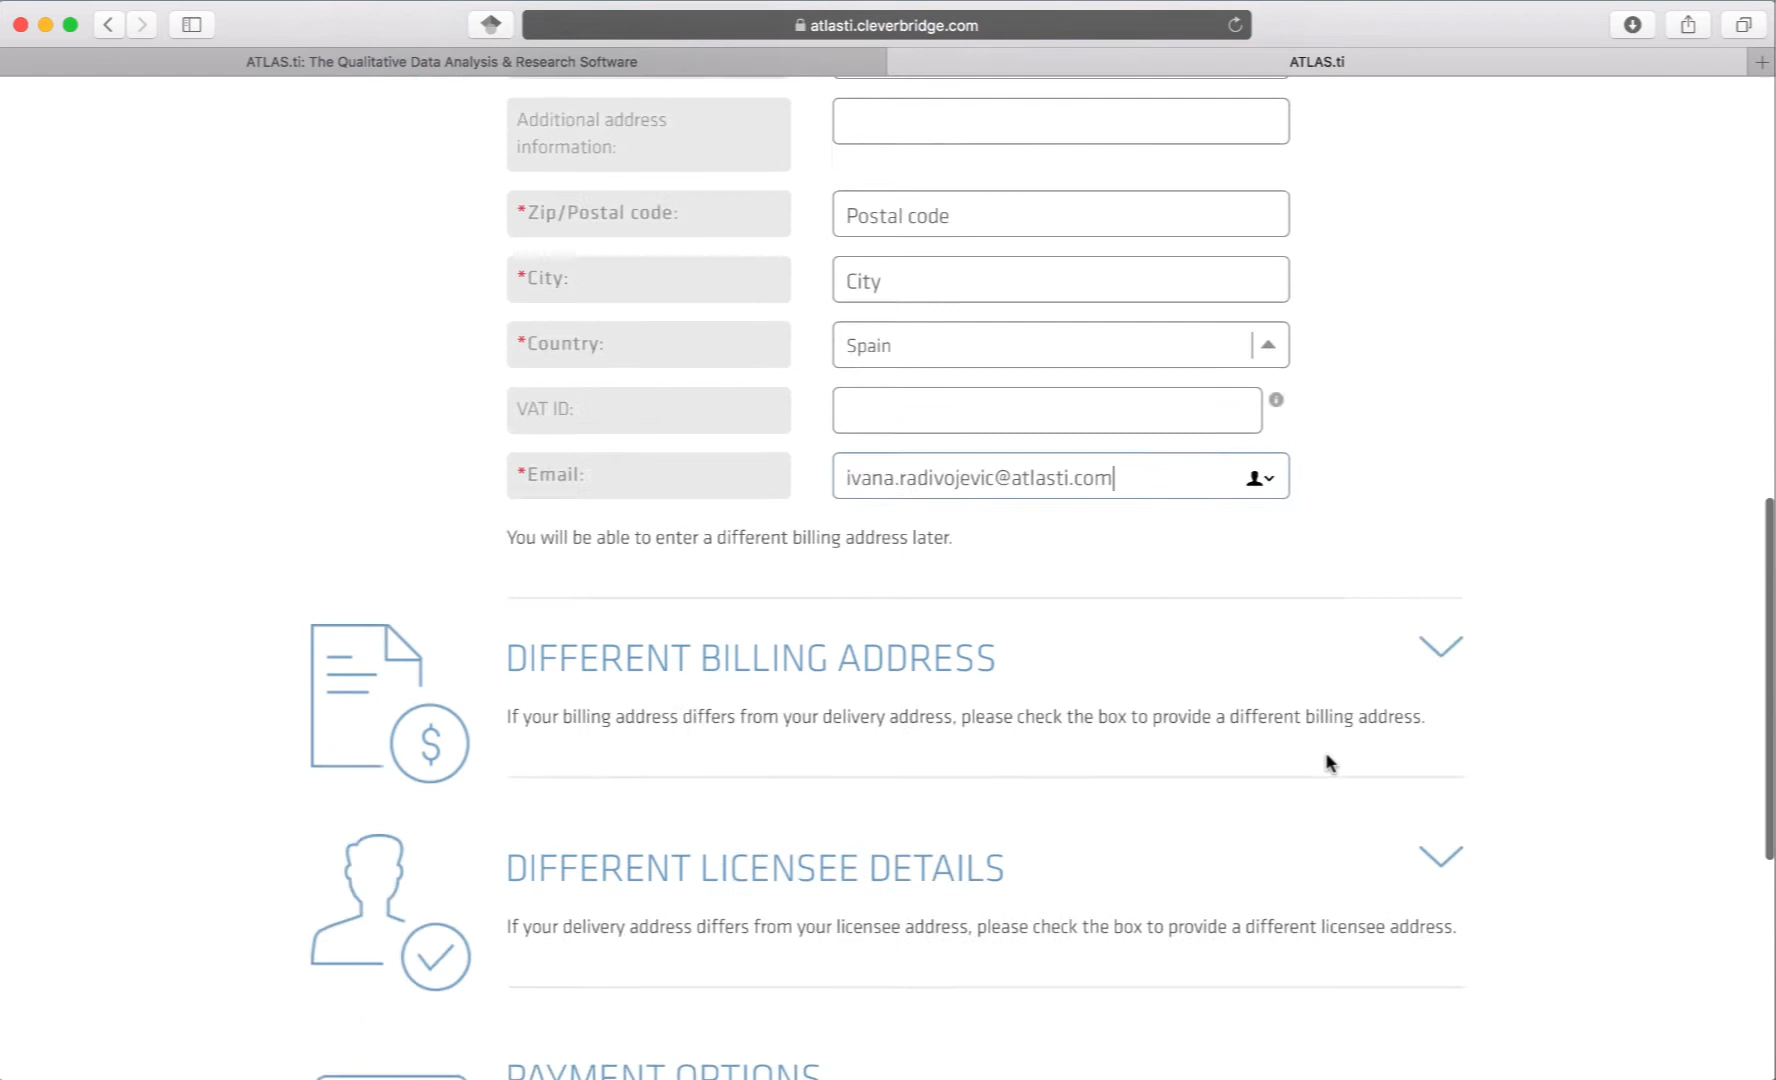 atlasti.cleverbridge.com
ATLAS.ti: The Qualitative Data Analysis & Research Software
ATLAS.ti
Additional address
information:
*Zip/Postal code:
Postal code
*City:
City
*Country:
Spain
VAT ID:
*Email:
ivana.radivojevic@atlasti.com
You will be able to enter a different billing address later.
$
DIFFERENT BILLING ADDRESS
If your billing address differs from your delivery address, please check the box to provide a different billing address.
DIFFERENT LICENSEE DETAILS
If your delivery address differs from your licensee address, please check the box to provide a different licensee address.
PAYMENT OPTIONS